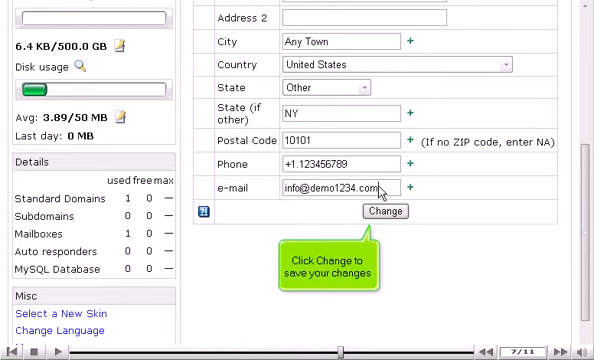 6.4 KB/500.0 GB
Disk usage
Avg: 3.89/50 MB
Last day: 0 MB
Details
used free max
Standard Domains 1 0 —
Subdomains 0 0 —
Mailboxes 1 0 —
Auto responders 0 0 —
MySQL Database 0 0 —
Misc
Select a New Skin
Change Language
Address 2
City Any Town +
Country United States
State Other
State (if
other) NY +
Postal Code 10101 + (If no ZIP code, enter NA)
Phone +1.123456789 +
e-mail info@demo1234.com +
Change
Click Change to
save your changes
7/11